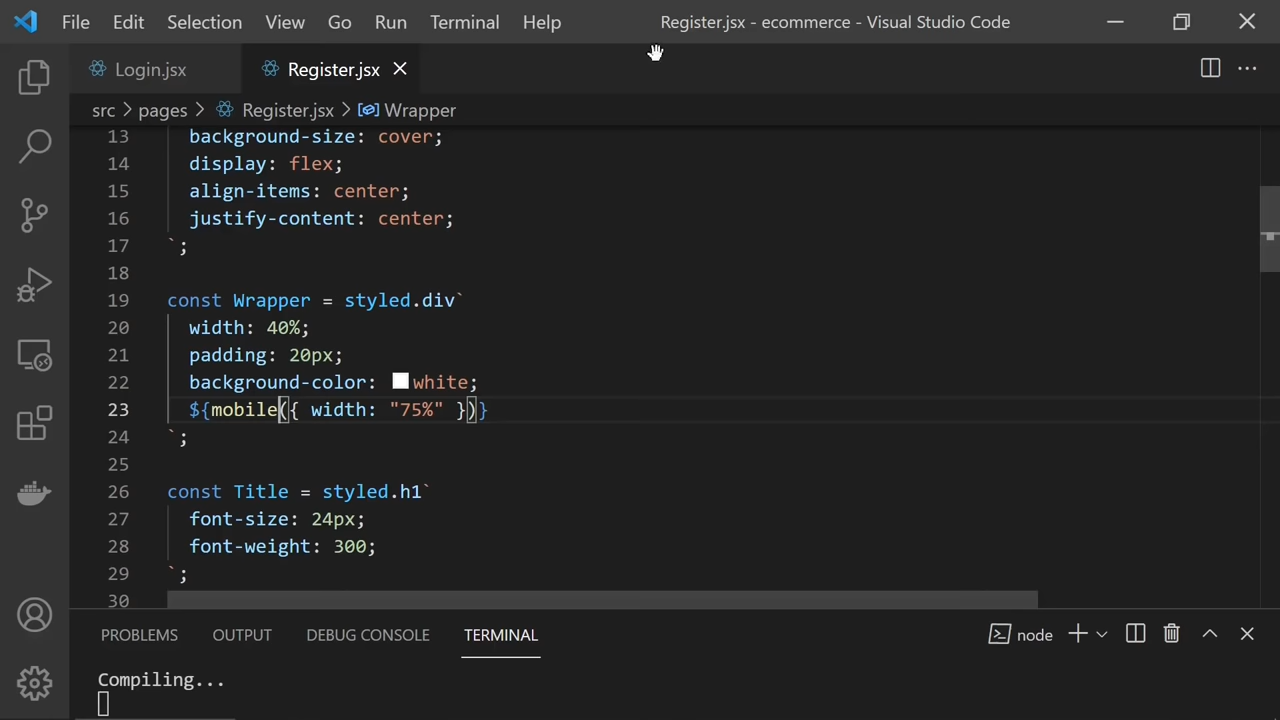 File Edit Selection View Go Run Terminal Help Register.jsx - ecommerce - Visual Studio Code
Login.jsx Register.jsx
src > pages > Register.jsx > Wrapper
13 background-size: cover;
14 display: flex;
15 align-items: center;
16 justify-content: center;
17 `;
18
19 const Wrapper = styled.div`
20 width: 40%;
21 padding: 20px;
22 background-color: white;
23 ${mobile({ width: "75%" })}
24 `;
25
26 const Title = styled.h1`
27 font-size: 24px;
28 font-weight: 300;
29 `;
30
PROBLEMS OUTPUT DEBUG CONSOLE TERMINAL node
Compiling...